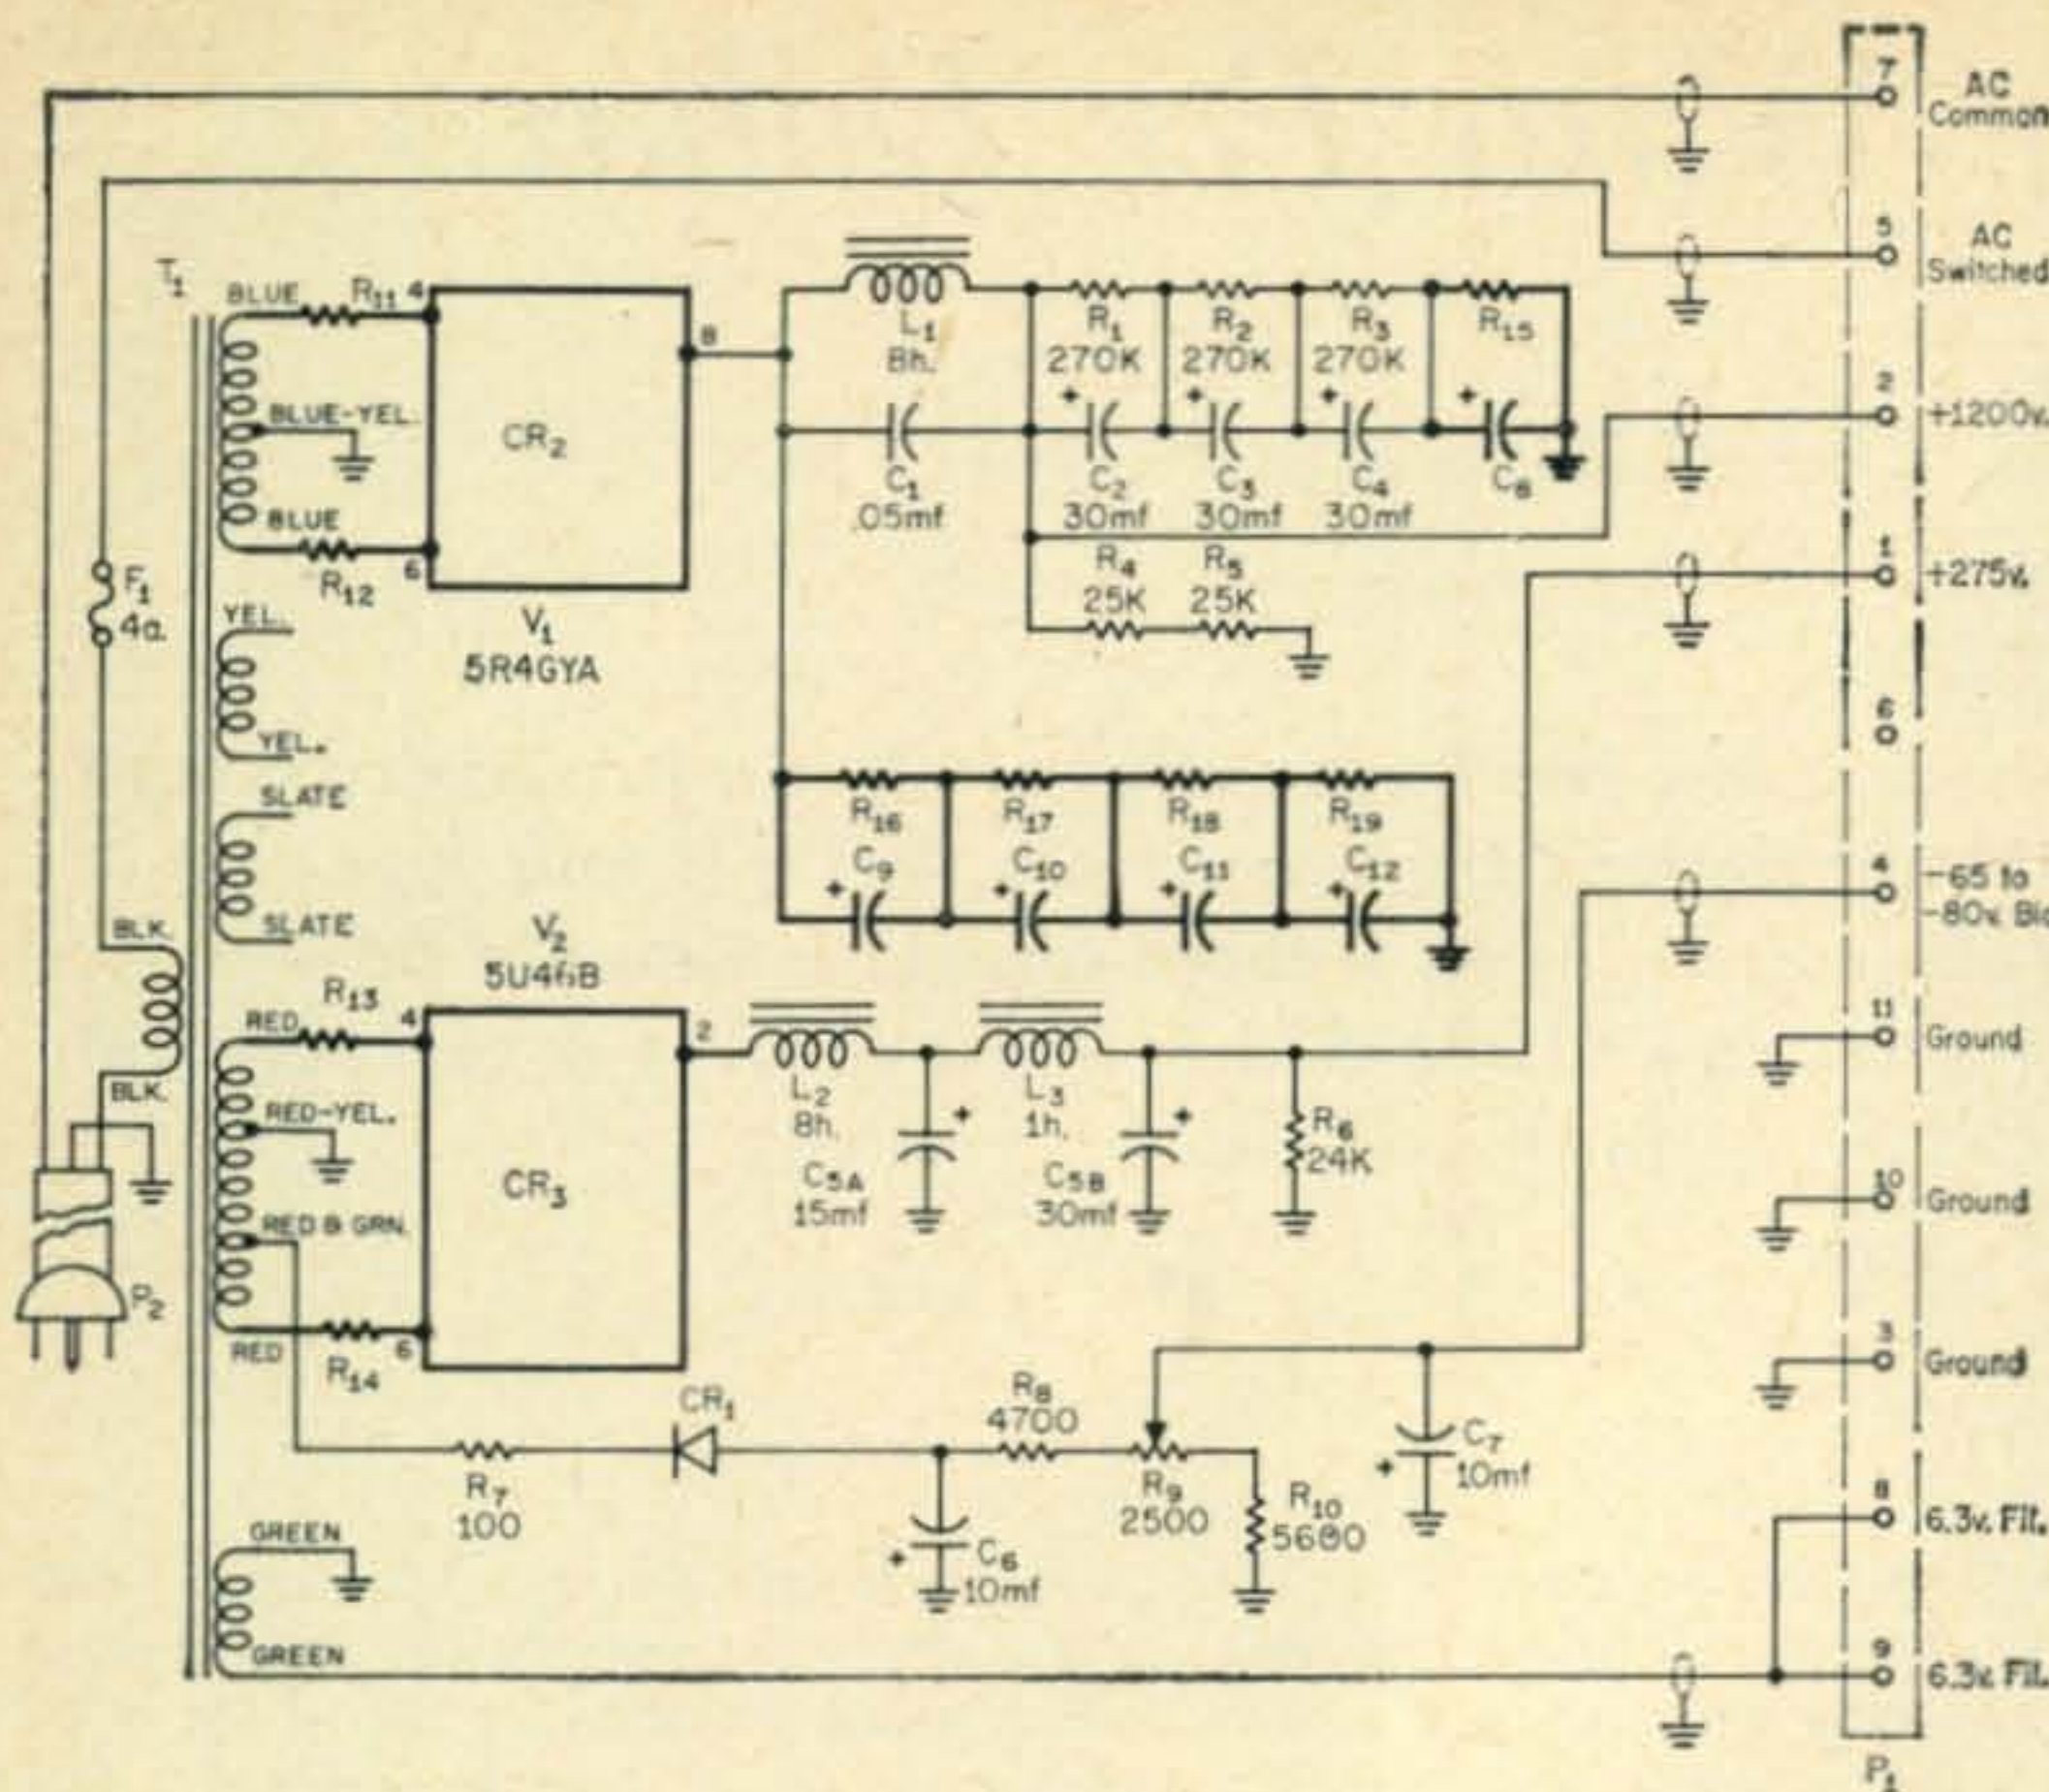 7
AC
Common
5
AC
Switched
T1
BLUE
R11
4
8
L1
8h.
R1
270K
R2
270K
R3
270K
R15
2
+1200v.
BLUE-YEL.
CR2
+
+
+
+
C1
.05mf
C2
30mf
C3
30mf
C4
30mf
C8
BLUE
R12
6
F1
4a.
R4
25K
R5
25K
1
+275v.
YEL.
V1
5R4GYA
YEL.
6
SLATE
R16
R17
R18
R19
C9
C10
C11
C12
+
+
+
+
4
-65 to
-80v.
SLATE
BLK.
V2
5U4GB
R13
RED
4
2
L2
8h.
L3
1h.
11
Ground
BLK.
RED-YEL.
+
+
R6
24K
CR3
C5A
15mf
C5B
30mf
10
Ground
RED & GRN.
P2
RED
R14
6
3
Ground
CR1
R8
4700
C7
10mf
+
R7
100
R9
2500
R10
5680
8
6.3v. Fil.
GREEN
C6
10mf
+
GREEN
9
6.3v. Fil.
P1